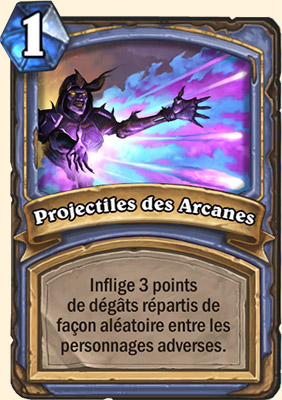 1
Projectiles des Arcanes
Inflige 3 points
de dégâts répartis de
façon aléatoire entre les
personnages adverses.